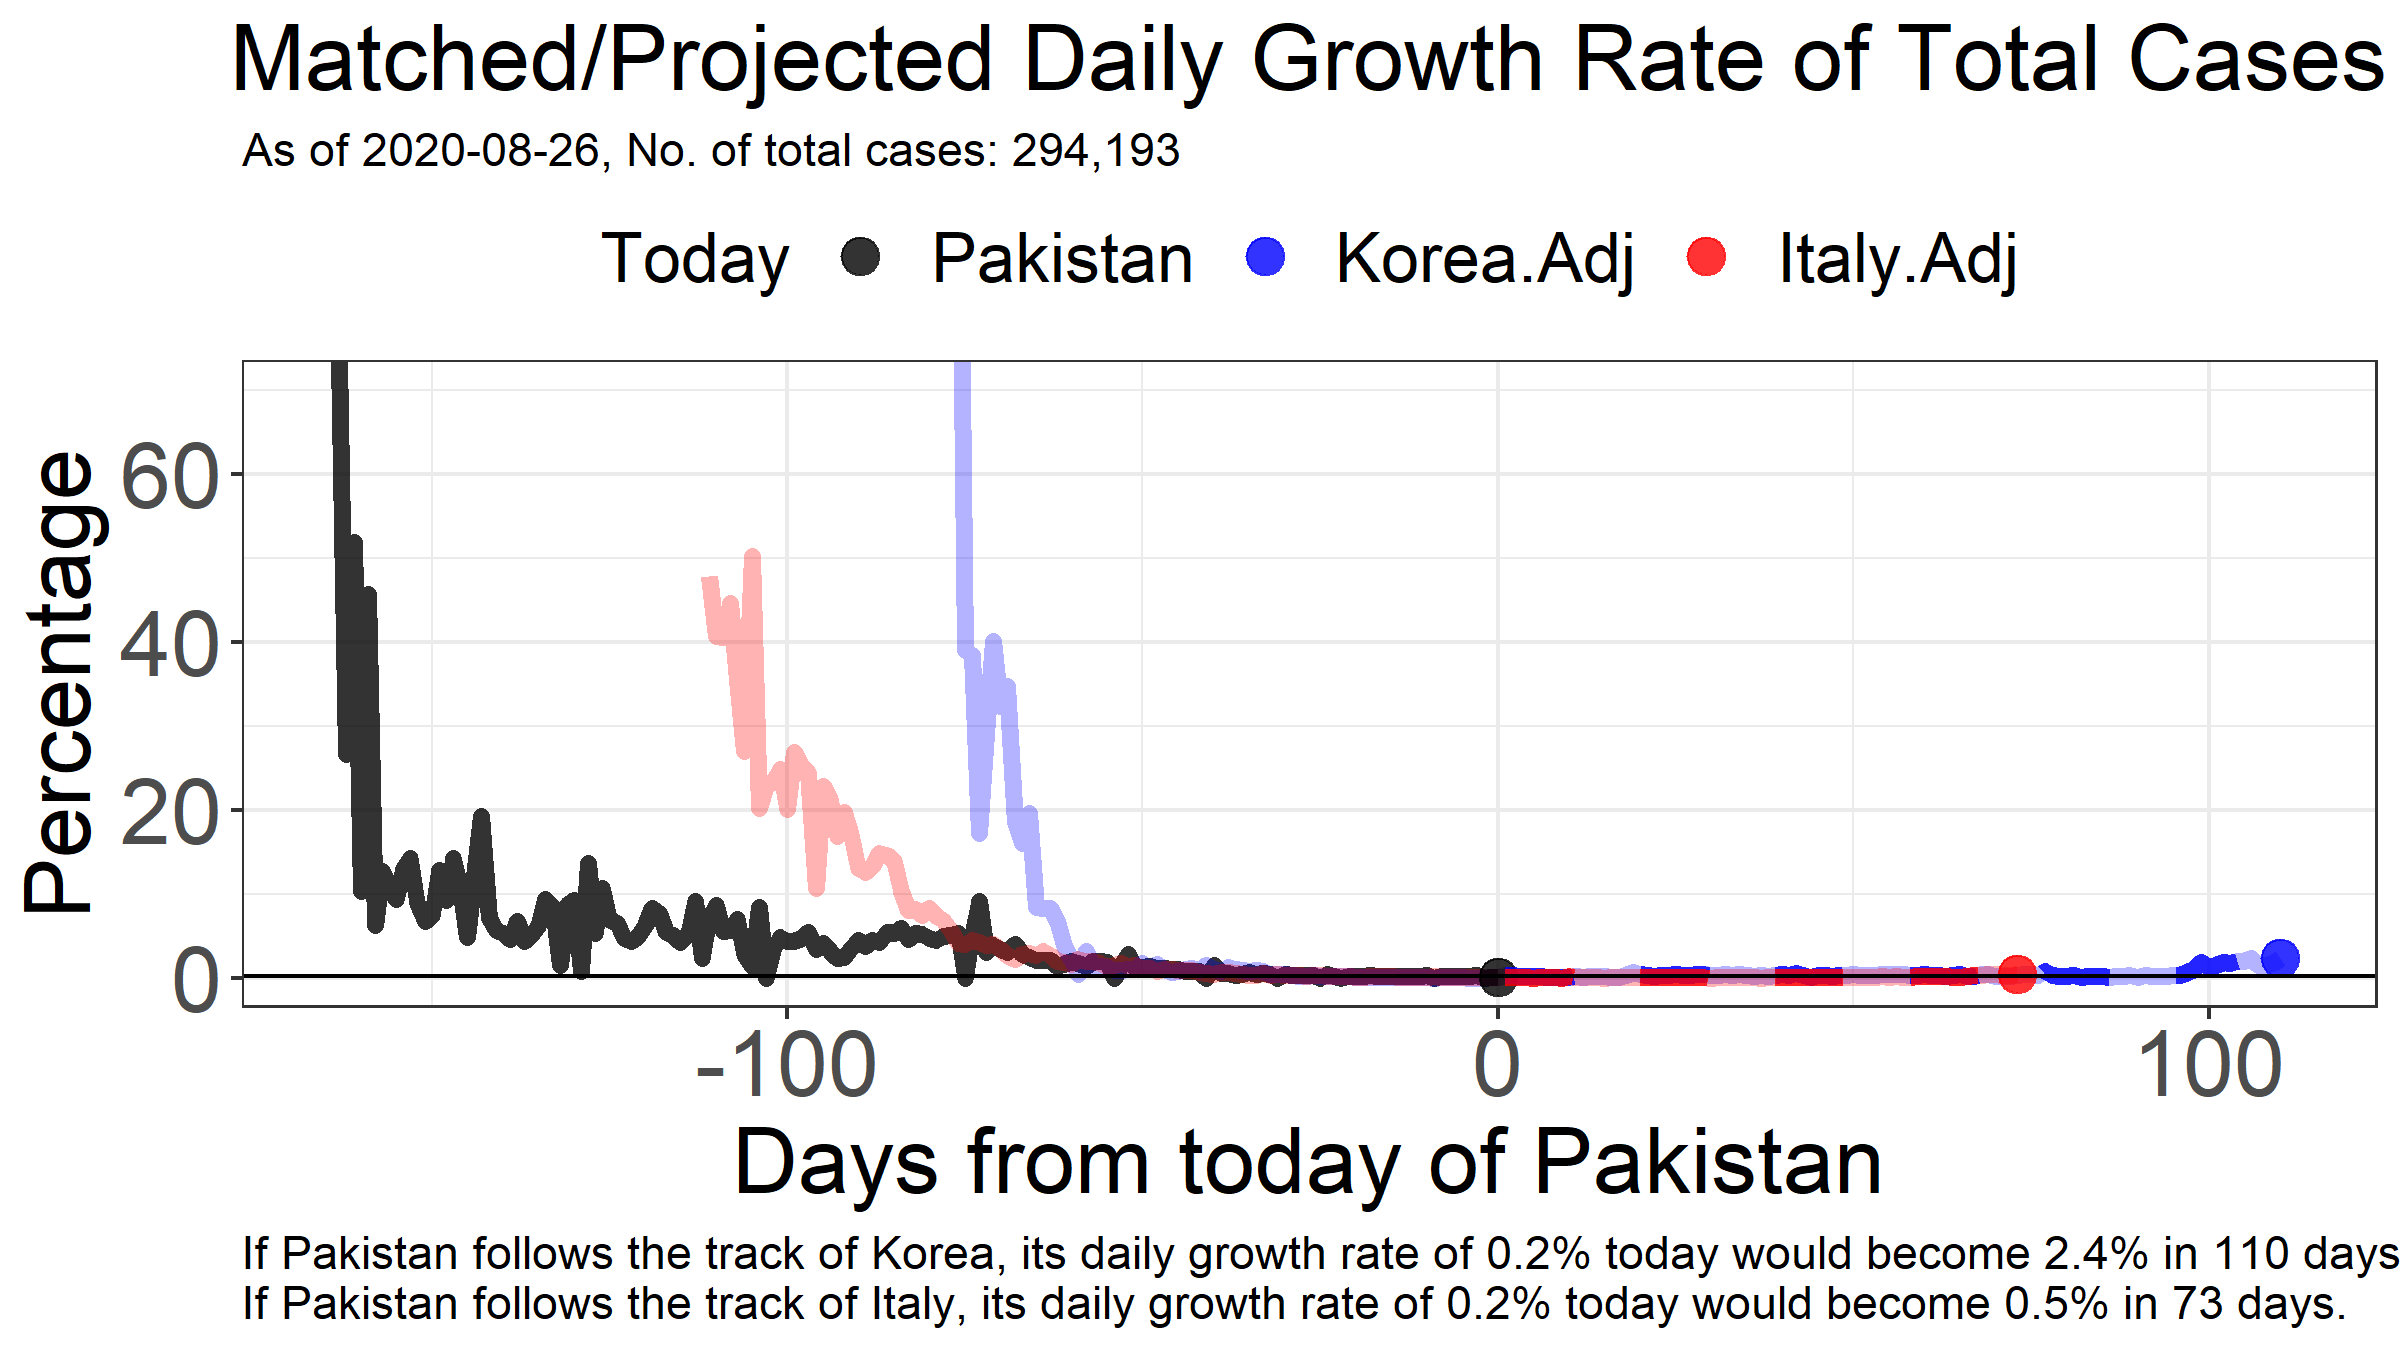 Matched/Projected Daily Growth Rate of Total Cases
As of 2020-08-26, No. of total cases: 294,193
Today Pakistan Korea.Adj Italy.Adj
Percentage
60
40
20
0
-100 0 100
Days from today of Pakistan
If Pakistan follows the track of Korea, its daily growth rate of 0.2% today would become 2.4% in 110 days
If Pakistan follows the track of Italy, its daily growth rate of 0.2% today would become 0.5% in 73 days.